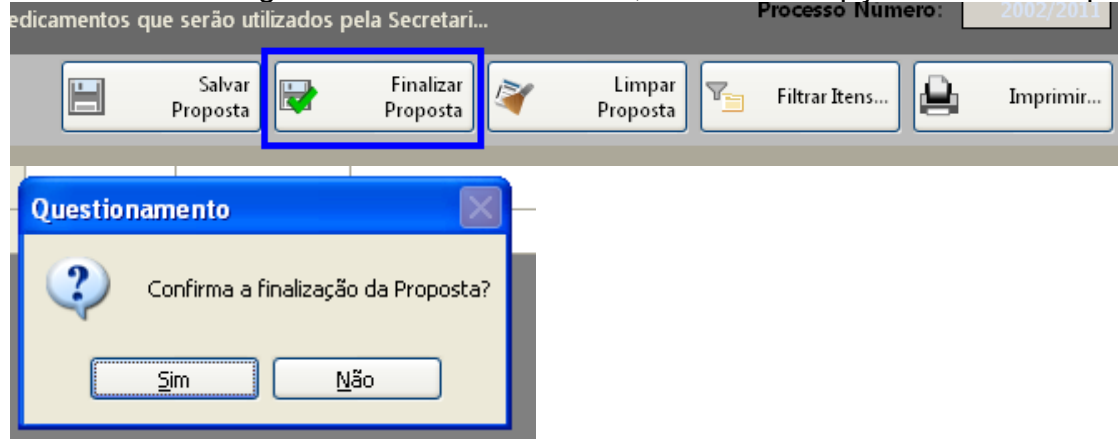 edicamentos que serão utilizados pela Secretari...
Processo Número: 2002/2011
Salvar
Proposta
Finalizar
Proposta
Limpar
Proposta
Filtrar Itens...
Imprimir...
Questionamento
Confirma a finalização da Proposta?
Sim
Não